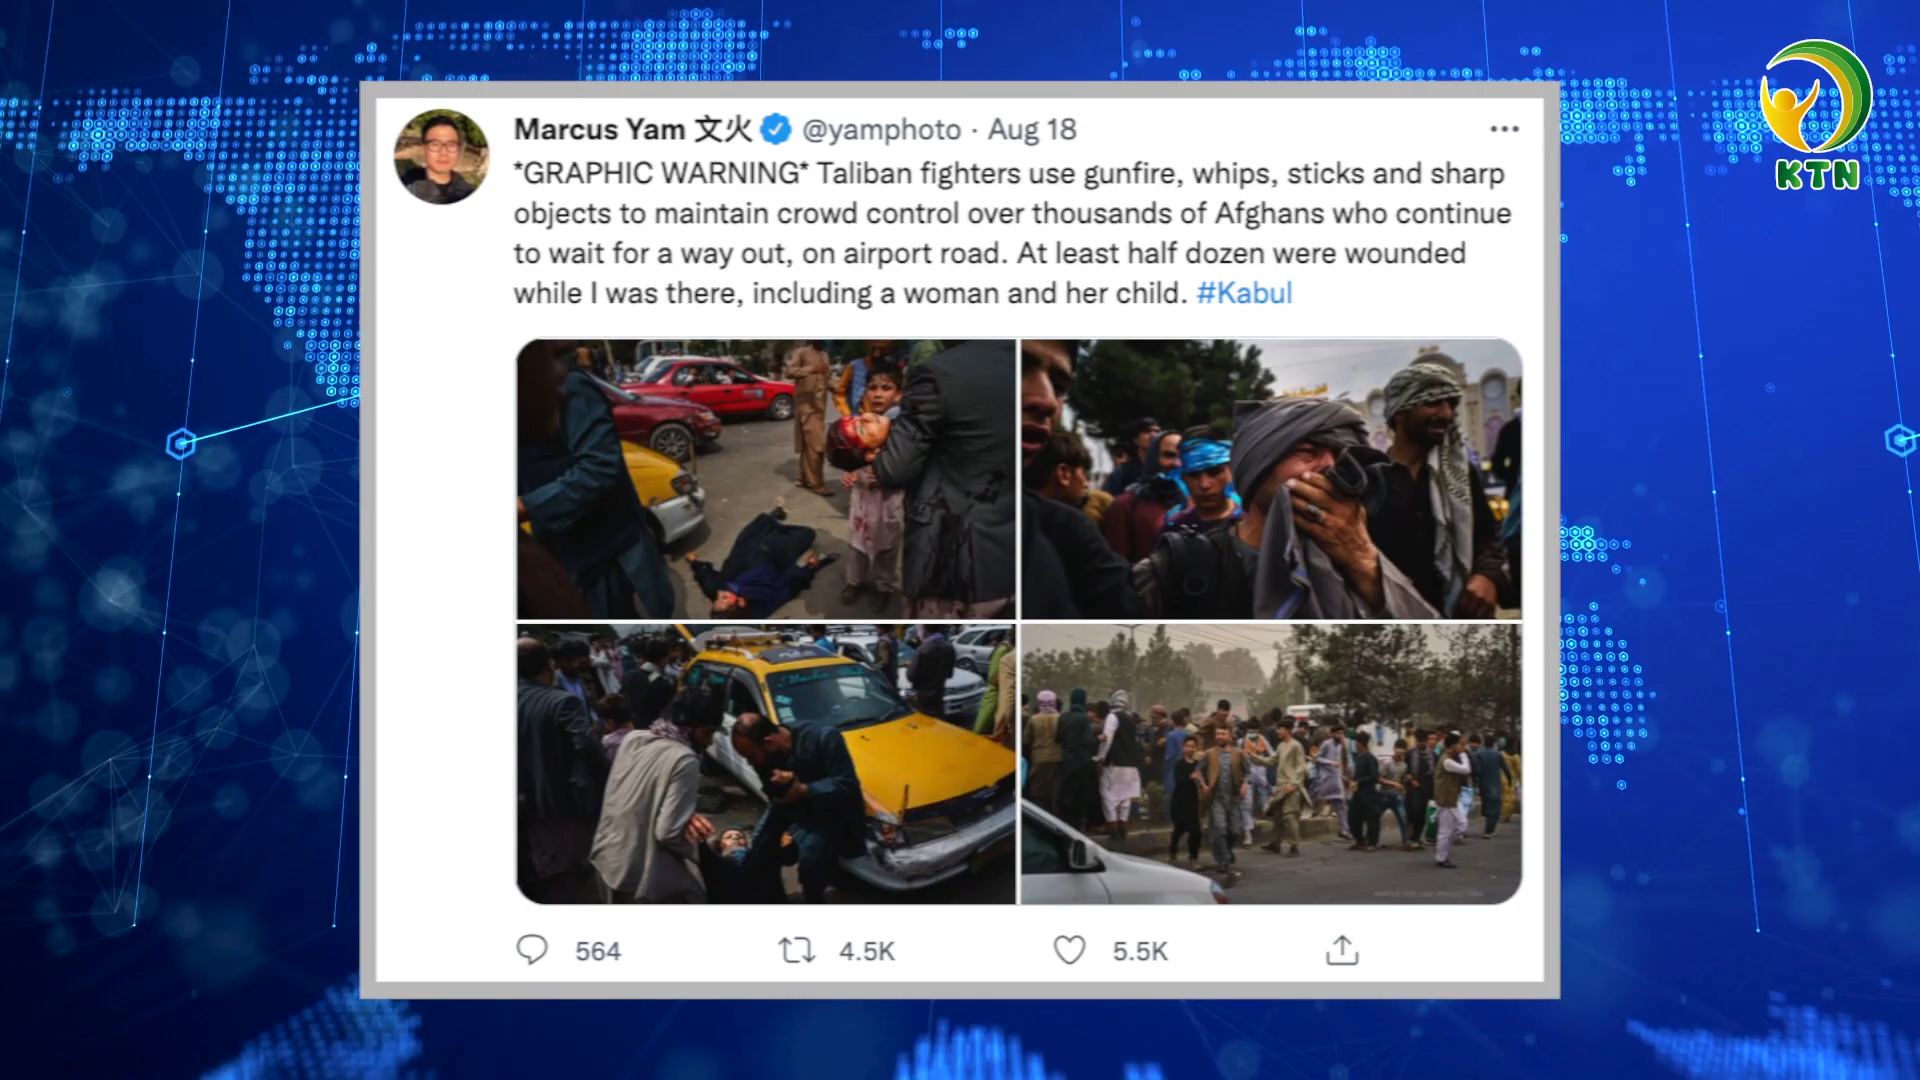 Marcus Yam 文火 @yamphoto · Aug 18
*GRAPHIC WARNING* Taliban fighters use gunfire, whips, sticks and sharp
objects to maintain crowd control over thousands of Afghans who continue
to wait for a way out, on airport road. At least half dozen were wounded
while I was there, including a woman and her child. #Kabul
564 4.5K 5.5K
KTN